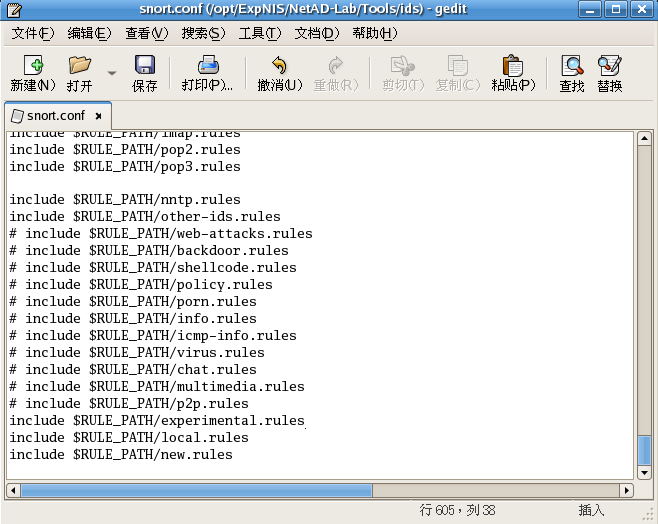 snort.conf (/opt/ExpNIS/NetAD-Lab/Tools/ids) - gedit
文件(F) 编辑(E) 查看(V) 搜索(S) 工具(T) 文档(D) 帮助(H)
新建(N) 打开 保存 打印(P)... 撤消(U) 重做(R) 剪切(T) 复制(C) 粘贴(P) 查找 替换
snort.conf ×
include $RULE_PATH/imap.rules
include $RULE_PATH/pop2.rules
include $RULE_PATH/pop3.rules
include $RULE_PATH/nntp.rules
include $RULE_PATH/other-ids.rules
# include $RULE_PATH/web-attacks.rules
# include $RULE_PATH/backdoor.rules
# include $RULE_PATH/shellcode.rules
# include $RULE_PATH/policy.rules
# include $RULE_PATH/porn.rules
# include $RULE_PATH/info.rules
# include $RULE_PATH/icmp-info.rules
# include $RULE_PATH/virus.rules
# include $RULE_PATH/chat.rules
# include $RULE_PATH/multimedia.rules
# include $RULE_PATH/p2p.rules
include $RULE_PATH/experimental.rules
include $RULE_PATH/local.rules
include $RULE_PATH/new.rules
行 605，列 38 插入